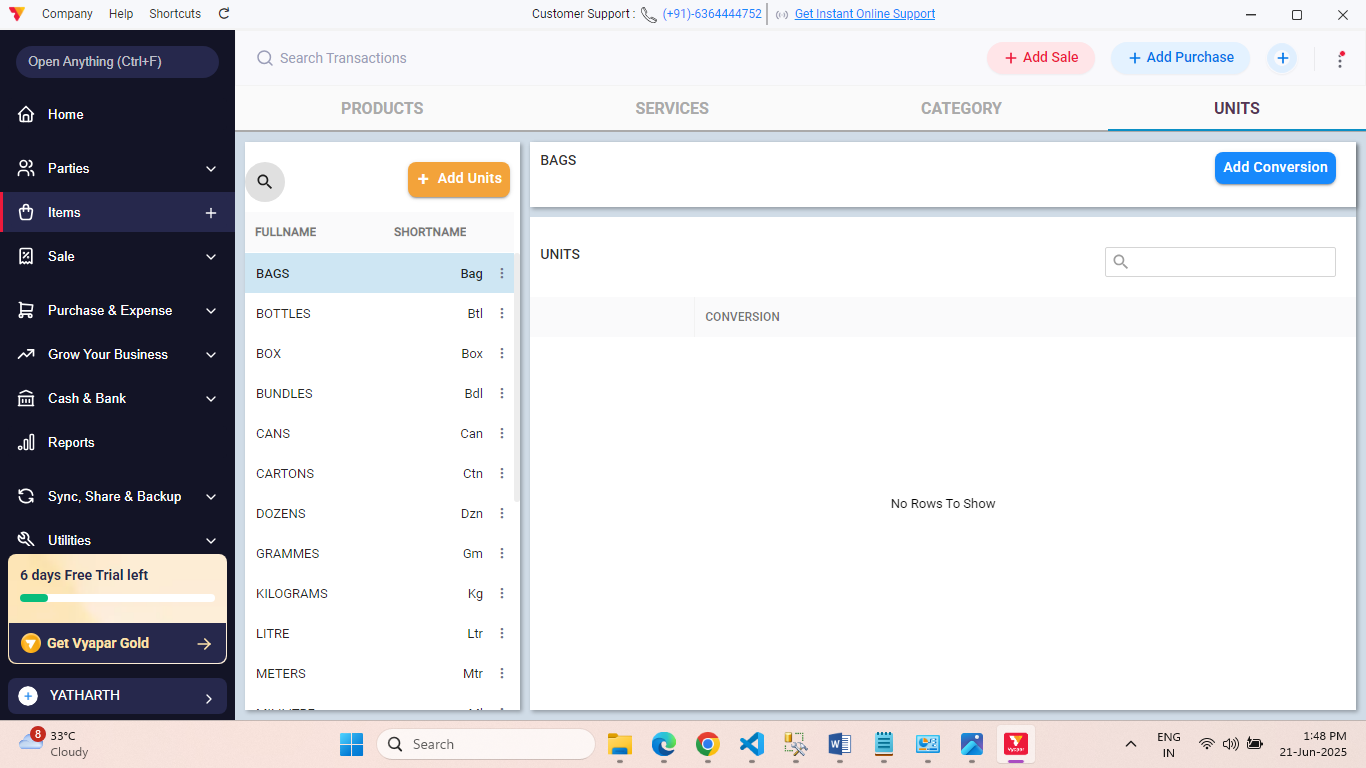 Company Help Shortcuts
Customer Support : (+91)-6364444752 Get Instant Online Support
Open Anything (Ctrl+F)
Search Transactions
+ Add Sale
+ Add Purchase
Home
Parties
Items
Sale
Purchase & Expense
Grow Your Business
Cash & Bank
Reports
Sync, Share & Backup
Utilities
6 days Free Trial left
Get Vyapar Gold
YATHARTH
PRODUCTS SERVICES CATEGORY UNITS
+ Add Units
FULLNAME SHORTNAME
BAGS Bag
BOTTLES Btl
BOX Box
BUNDLES Bdl
CANS Can
CARTONS Ctn
DOZENS Dzn
GRAMMES Gm
KILOGRAMS Kg
LITRE Ltr
METERS Mtr
BAGS
Add Conversion
UNITS
CONVERSION
No Rows To Show
8
33°C
Cloudy
Search
Vyapar
ENG
IN
1:48 PM
21-Jun-2025